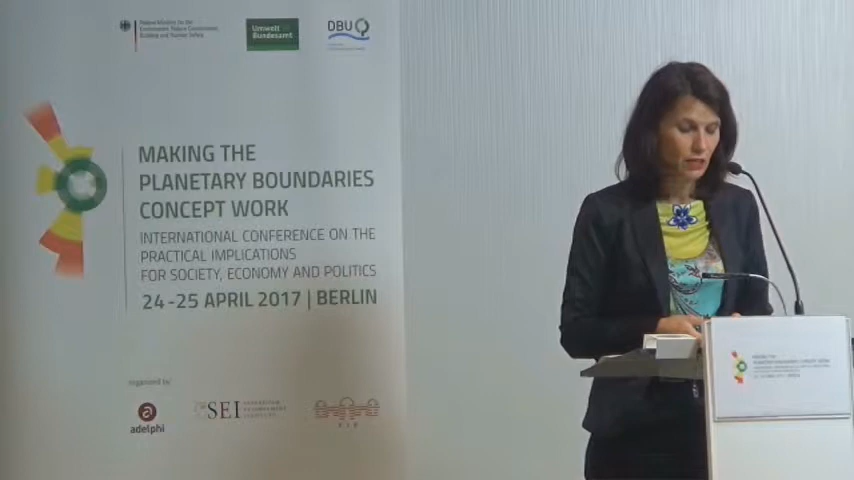 Umwelt
Bundesamt
DBU
MAKING THE
PLANETARY BOUNDARIES
CONCEPT WORK
INTERNATIONAL CONFERENCE ON THE
PRACTICAL IMPLICATIONS
FOR SOCIETY, ECONOMY AND POLITICS
24-25 APRIL 2017 | BERLIN
organized by
a
adelphi
SEI
PIK